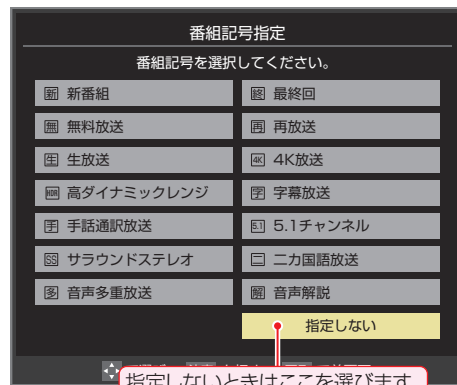 番組記号指定
番組記号を選択してください。
新 新番組
終 最終回
無 無料放送
再 再放送
生 生放送
4K 4K放送
HDR 高ダイナミックレンジ
字 字幕放送
手 手話通訳放送
5.1 5.1チャンネル
SS サラウンドステレオ
二 二カ国語放送
多 音声多重放送
解 音声解説
指定しない
指定しないときはここを選びます